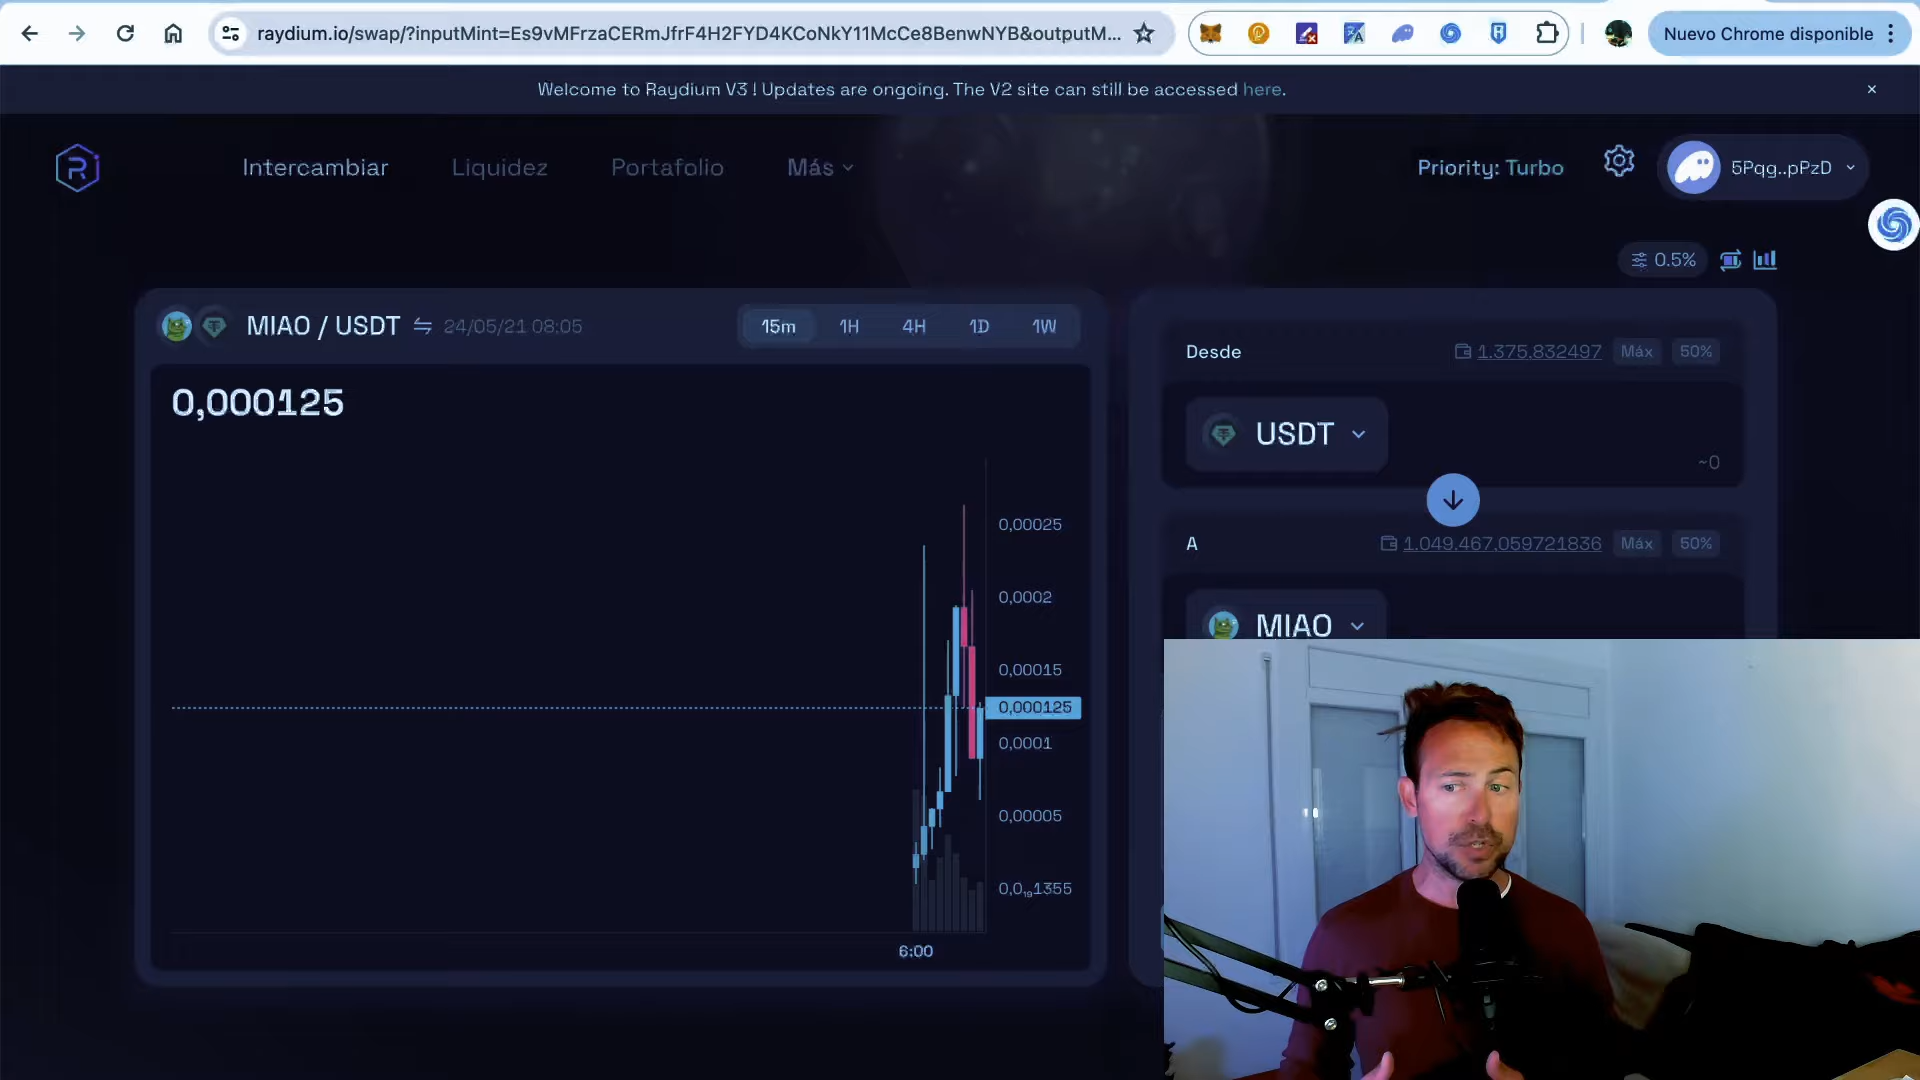 raydium.io/swap/?inputMint=Es9vMFrzaCERmJfrF4H2FYD4KCoNkY11McCe8BenwNYB&outputM...
Nuevo Chrome disponible
Welcome to Raydium V3 ! Updates are ongoing. The V2 site can still be accessed here.
Intercambiar
Liquidez
Portafolio
Más
Priority: Turbo
5Pqg..pPzD
0.5%
MIAO / USDT
24/05/21 08:05
15m
1H
4H
1D
1W
0,000125
0,00025
0,0002
0,00015
0,000125
0,0001
0,00005
0,0₁₉1355
6:00
Desde
1.375,832497
Máx
50%
USDT
~0
A
1.049.467,059721836
Máx
50%
MIAO